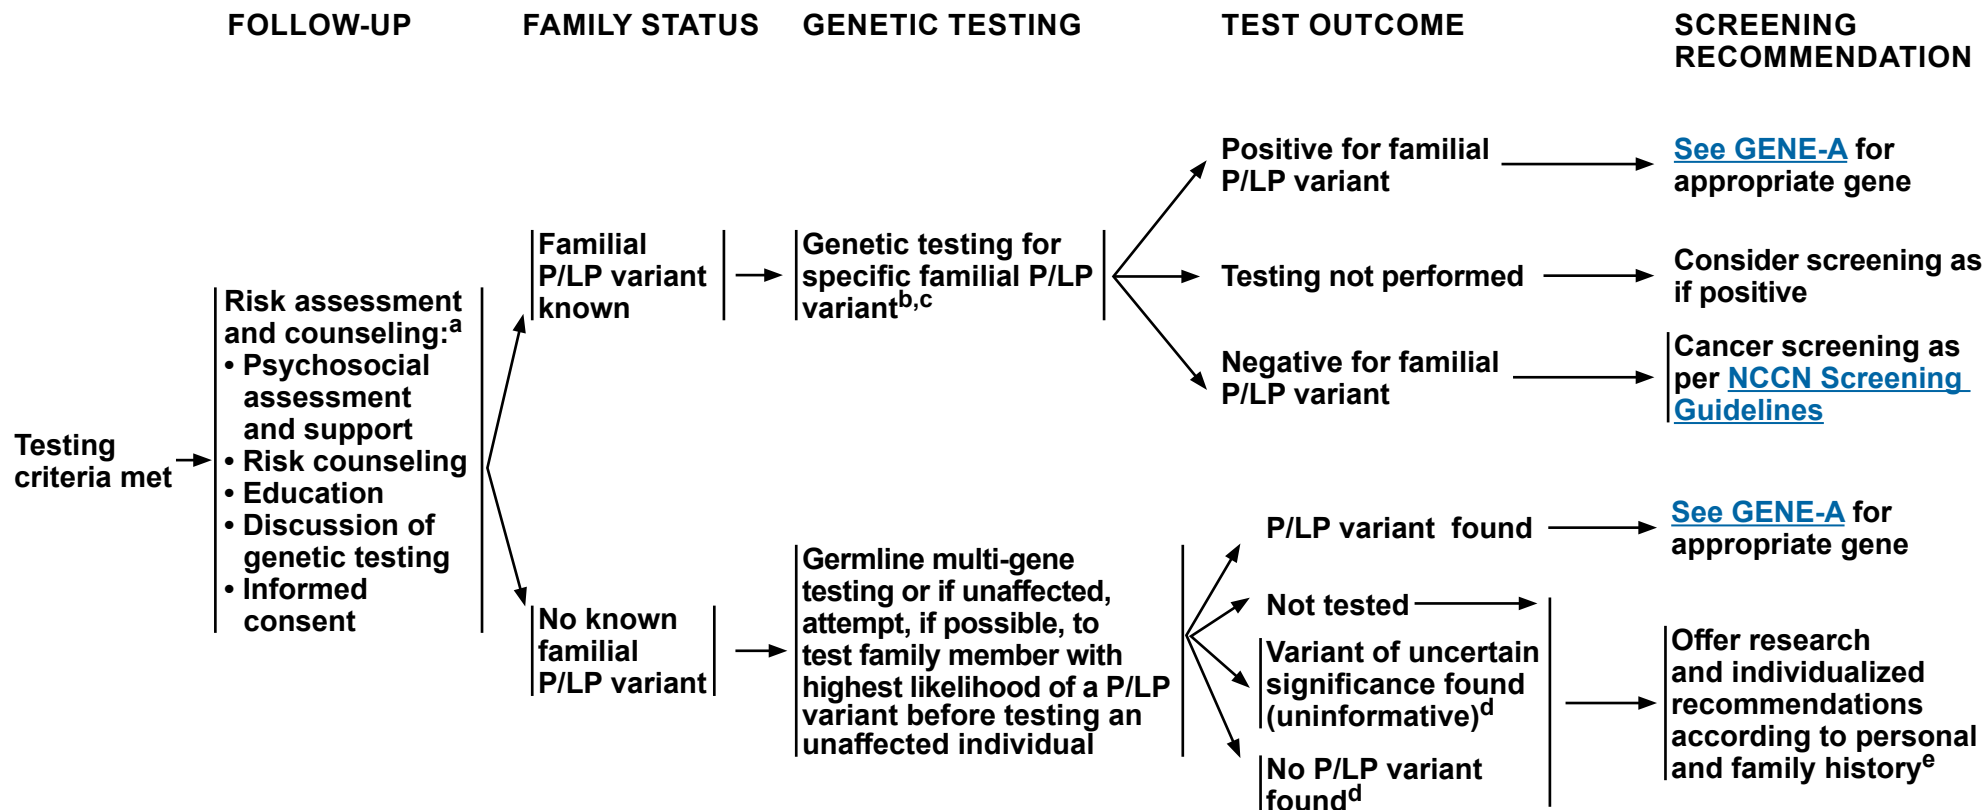 FOLLOW-UP
FAMILY STATUS
GENETIC TESTING
TEST OUTCOME
SCREENING
RECOMMENDATION
Testing
criteria met
Risk assessment
and counseling:a
• Psychosocial
assessment
and support
• Risk counseling
• Education
• Discussion of
genetic testing
• Informed
consent
Familial
P/LP variant
known
Genetic testing for
specific familial P/LP
variantb,c
Positive for familial
P/LP variant
See GENE-A for
appropriate gene
Testing not performed
Consider screening as
if positive
Negative for familial
P/LP variant
Cancer screening as
per NCCN Screening
Guidelines
No known
familial
P/LP variant
Germline multi-gene
testing or if unaffected,
attempt, if possible, to
test family member with
highest likelihood of a P/LP
variant before testing an
unaffected individual
P/LP variant found
See GENE-A for
appropriate gene
Not tested
Variant of uncertain
significance found
(uninformative)d
No P/LP variant
foundd
Offer research
and individualized
recommendations
according to personal
and family historye